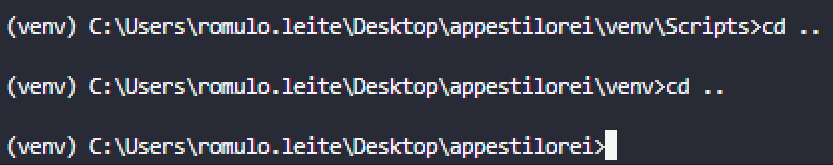 (venv) C:\Users\romulo.leite\Desktop\appestilorei\venv\Scripts>cd ..
(venv) C:\Users\romulo.leite\Desktop\appestilorei\venv>cd ..
(venv) C:\Users\romulo.leite\Desktop\appestilorei>